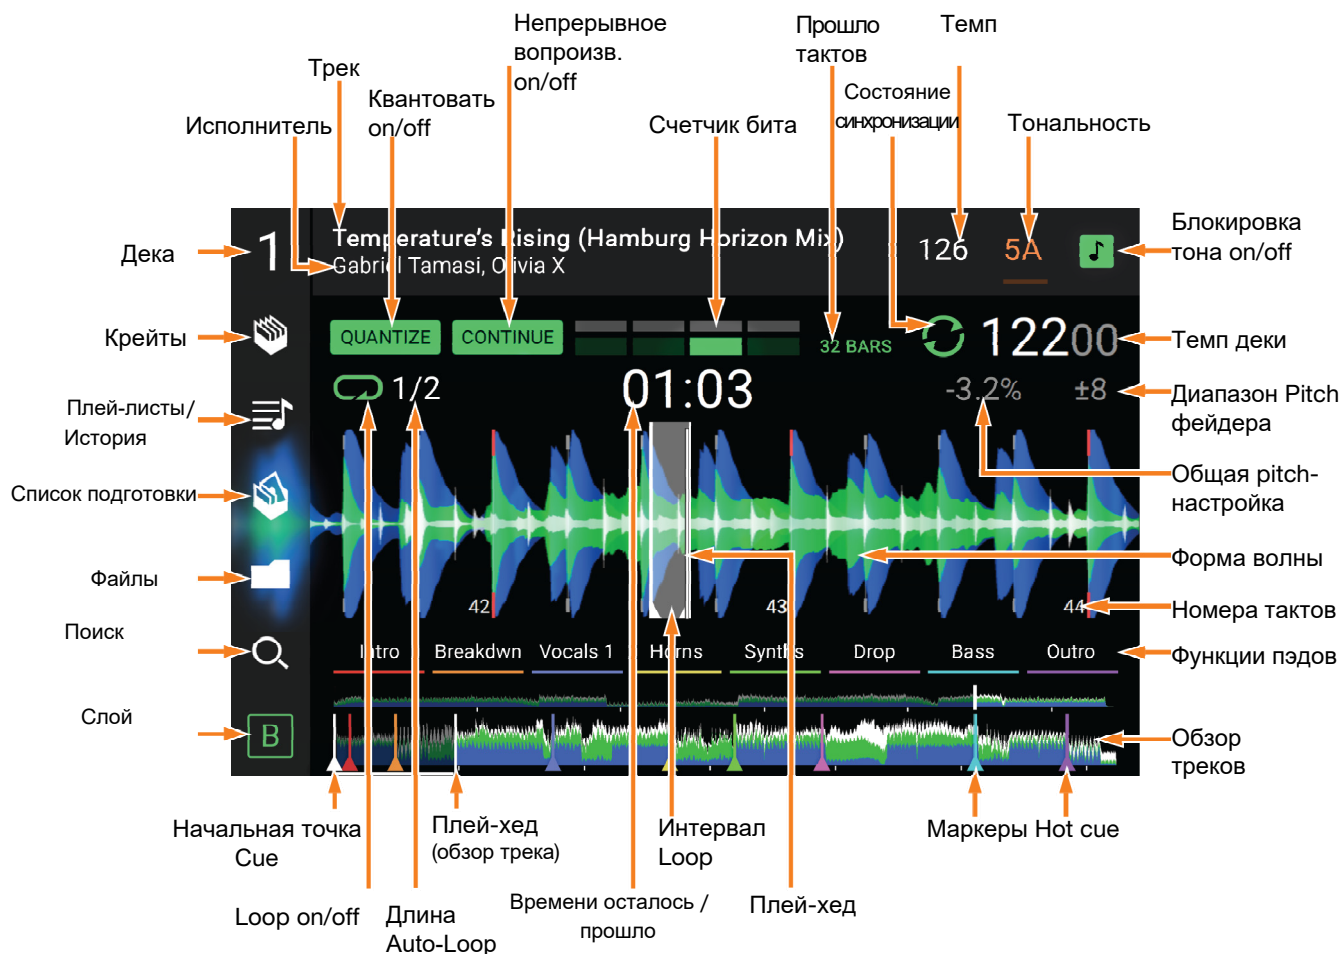 Непрерывное
вопроизв.
on/off
Прошло
тактов
Темп
Трек
Квантовать
on/off
Состояние
синхронизации
Исполнитель
Счетчик бита
Тональность
Дека
1
Temperature's Rising (Hamburg Horizon Mix)
Gabriel Tamasi, Olivia X
126
5A
Блокировка
тона on/off
Крейты
QUANTIZE
CONTINUE
32 BARS
12200
Темп деки
Плей-листы/
История
1/2
01:03
-3.2%
±8
Диапазон Pitch
фейдера
Список подготовки
Общая pitch-
настройка
Файлы
Форма волны
42
43
44
Номера тактов
Поиск
Intro
Breakdwn
Vocals 1
Horns
Synths
Drop
Bass
Outro
Функции пэдов
Слой
B
Обзор
треков
Начальная точка
Cue
Плей-хед
(обзор трека)
Интервал
Loop
Маркеры Hot cue
Loop on/off
Длина
Auto-Loop
Времени осталось /
прошло
Плей-хед